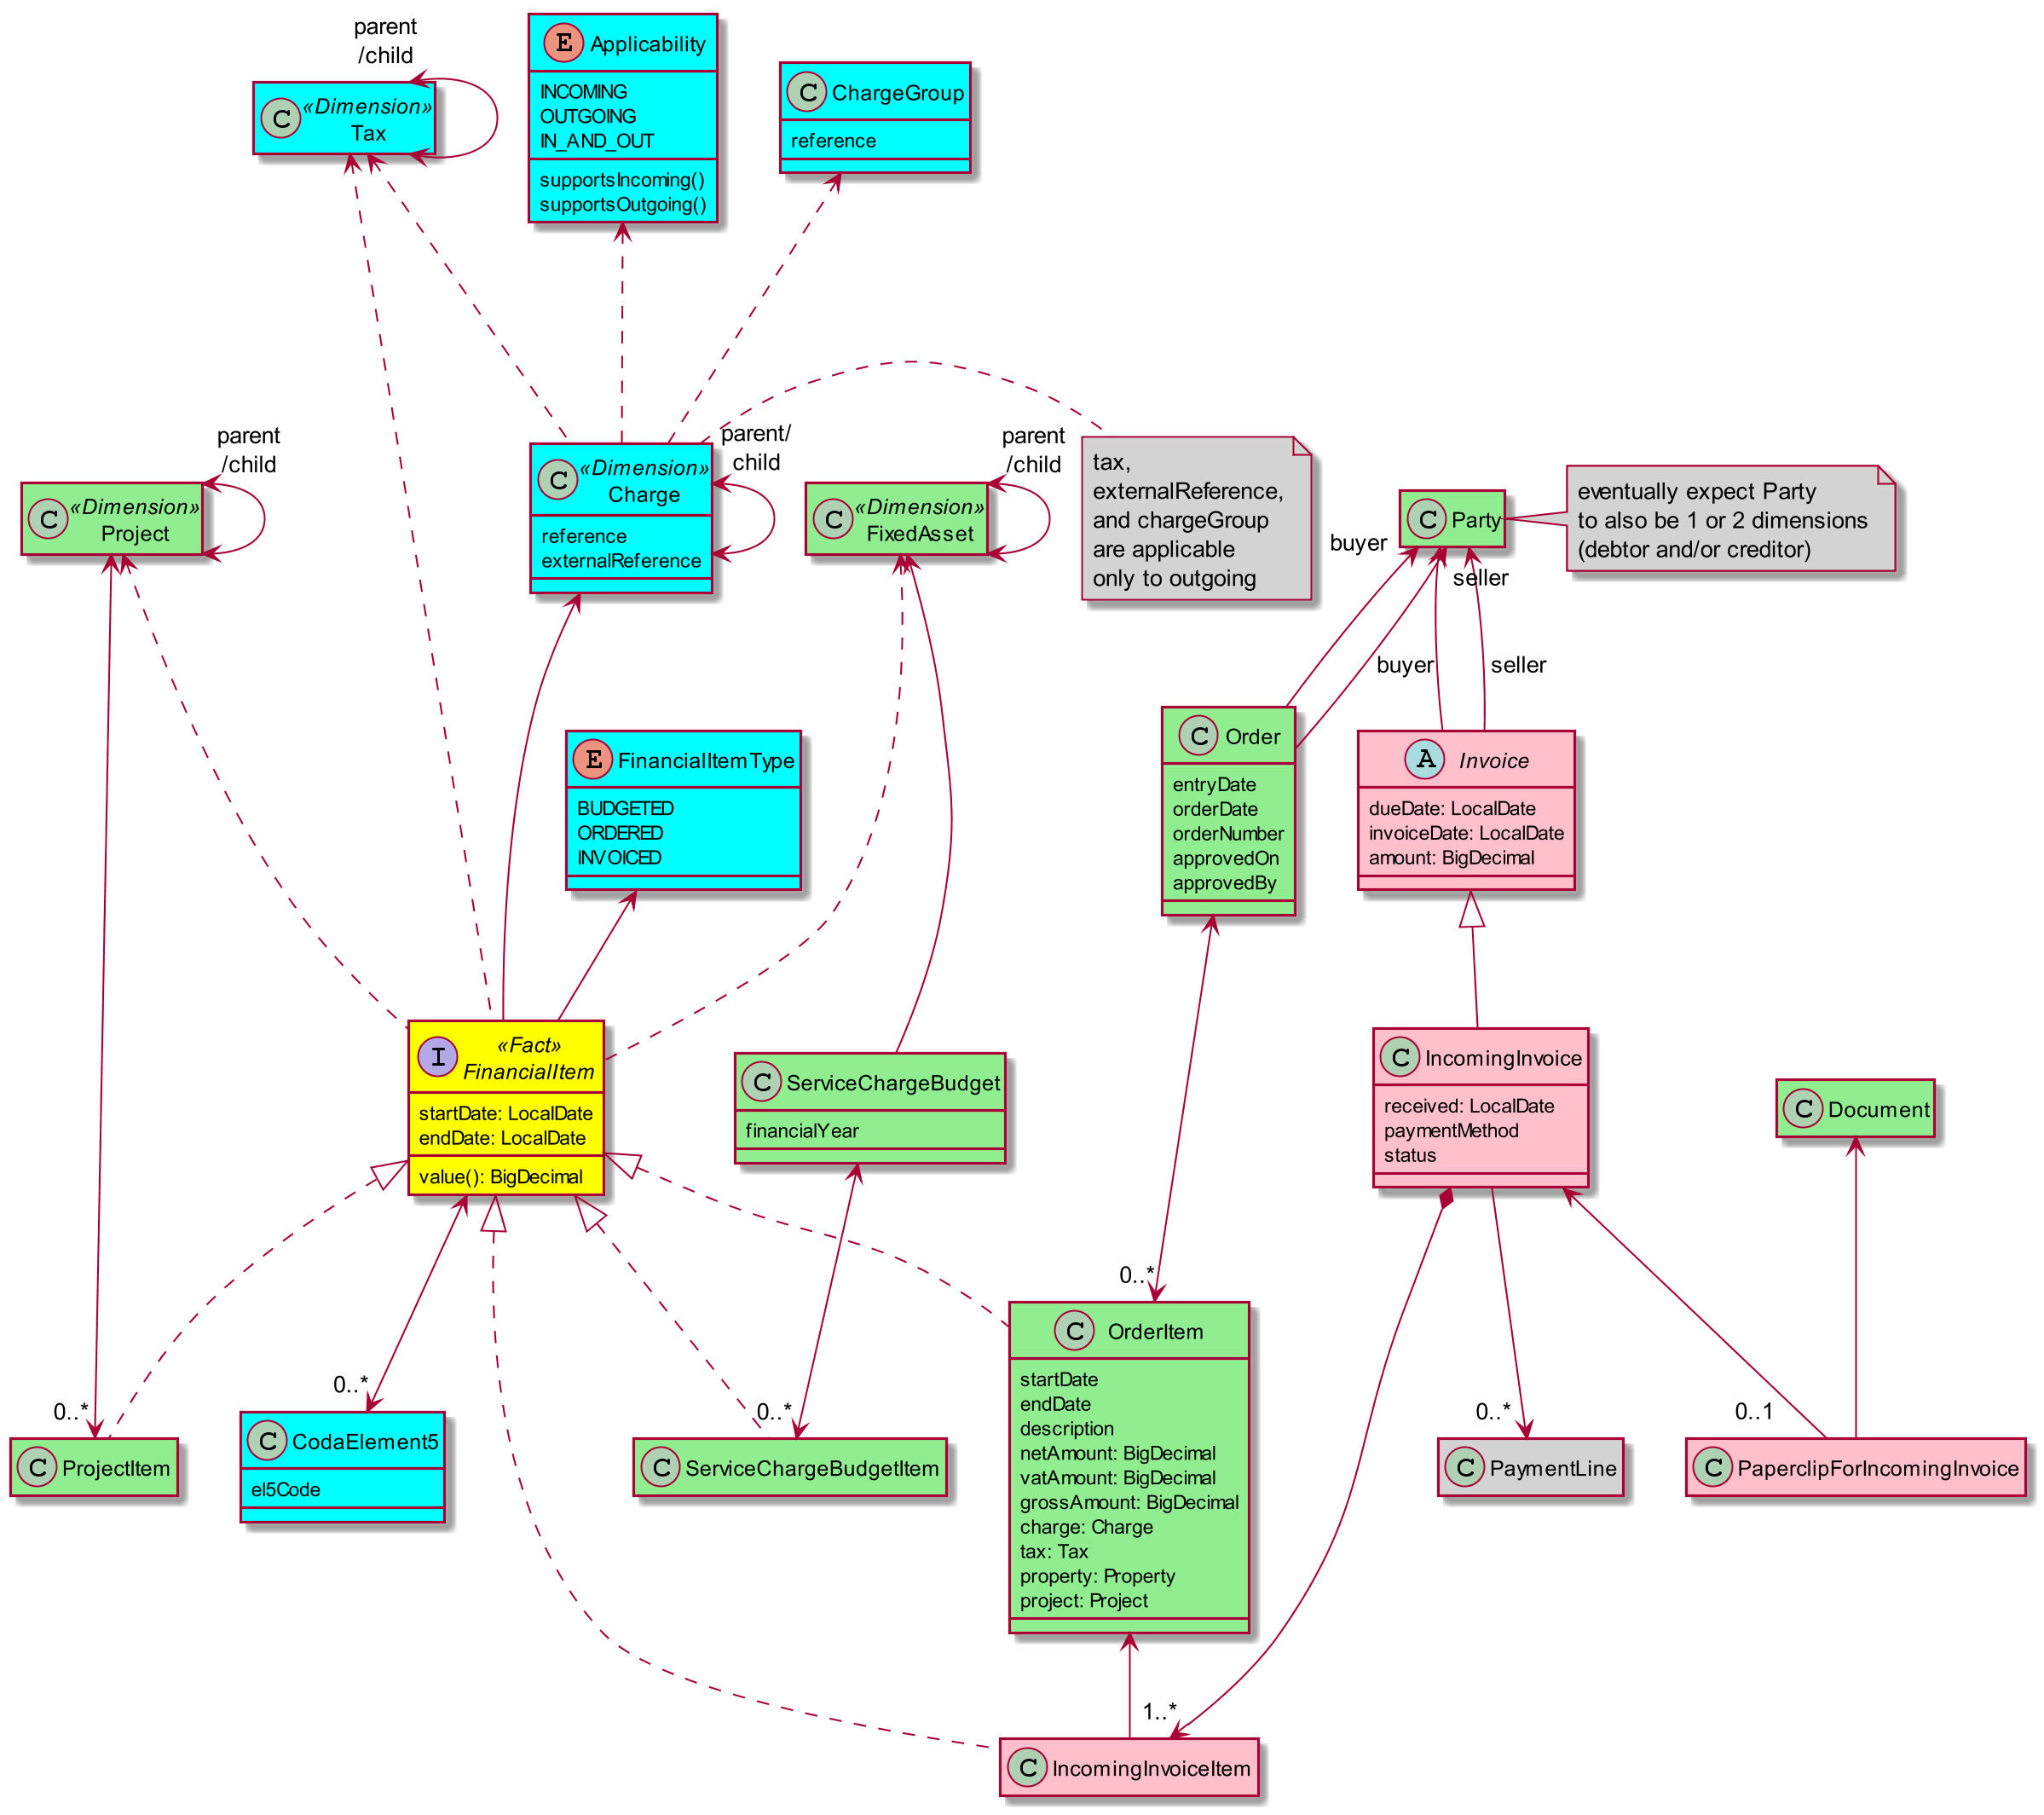 parent
/child
C
«Dimension»
Tax
E
Applicability
INCOMING
OUTGOING
IN_AND_OUT
supportsIncoming()
supportsOutgoing()
C
ChargeGroup
reference
parent
/child
C
«Dimension»
Project
C
«Dimension»
Charge
reference
externalReference
parent/
child
C
«Dimension»
FixedAsset
parent
/child
tax,
externalReference,
and chargeGroup
are applicable
only to outgoing
C
Party
eventually expect Party
to also be 1 or 2 dimensions
(debtor and/or creditor)
buyer
seller
buyer
seller
E
FinancialItemType
BUDGETED
ORDERED
INVOICED
C
Order
entryDate
orderDate
orderNumber
approvedOn
approvedBy
A
Invoice
dueDate: LocalDate
invoiceDate: LocalDate
amount: BigDecimal
I
«Fact»
FinancialItem
startDate: LocalDate
endDate: LocalDate
value(): BigDecimal
C
ServiceChargeBudget
financialYear
C
IncomingInvoice
received: LocalDate
paymentMethod
status
C
Document
0..*
0..*
0..*
0..*
0..*
0..1
C
ProjectItem
C
CodaElement5
el5Code
C
ServiceChargeBudgetItem
C
OrderItem
startDate
endDate
description
netAmount: BigDecimal
vatAmount: BigDecimal
grossAmount: BigDecimal
charge: Charge
tax: Tax
property: Property
project: Project
C
PaymentLine
C
PaperclipForIncomingInvoice
1..*
C
IncomingInvoiceItem